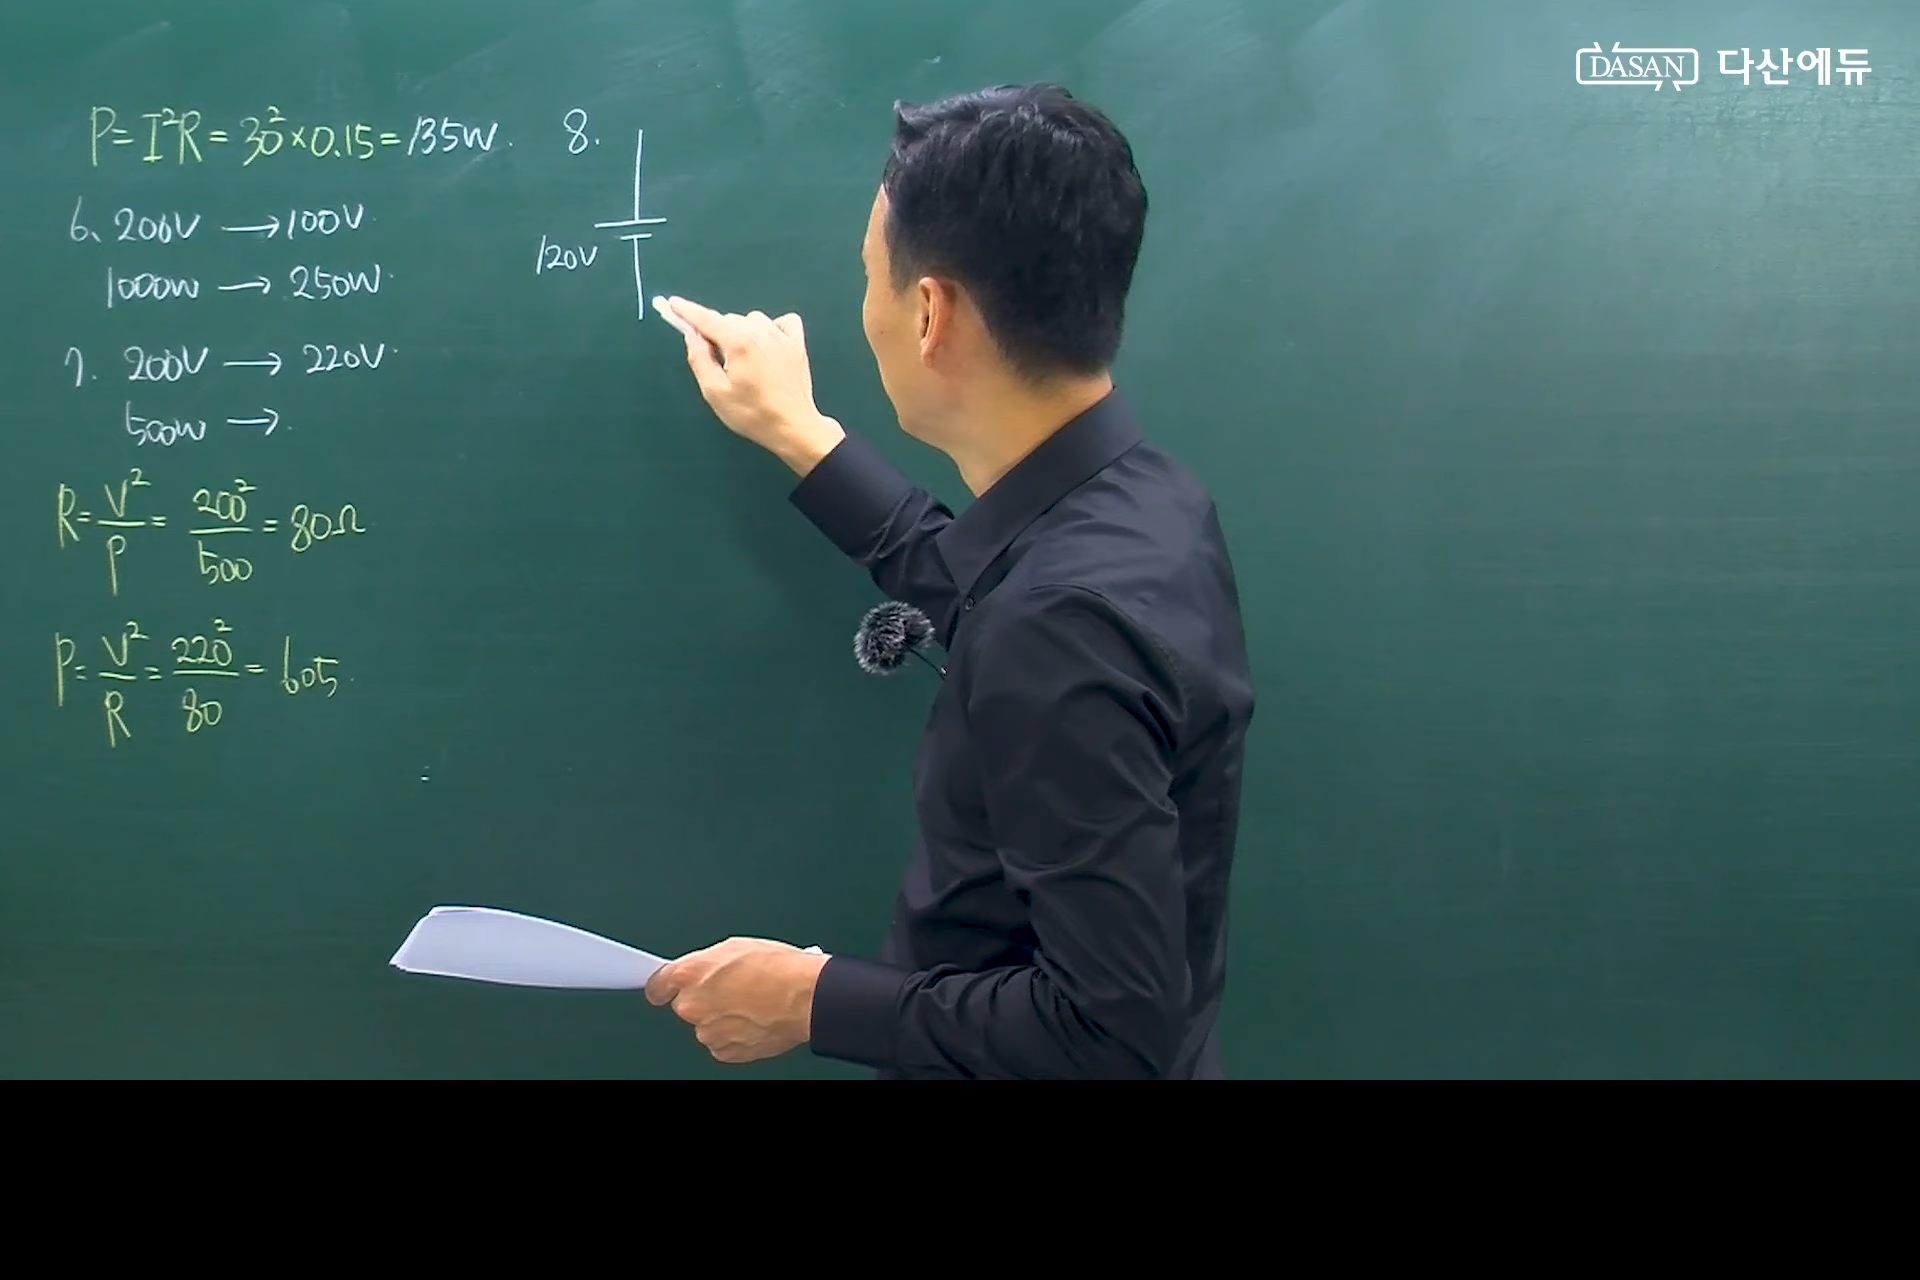 DASAN 다산에듀
P=I²R=30²×0.15=135W.
6. 200V → 100V
1000W → 250W.
7. 200V → 220V.
500W →.
R=V²/P=200²/500=80Ω
P=V²/R=220²/80=605.
8.
120V